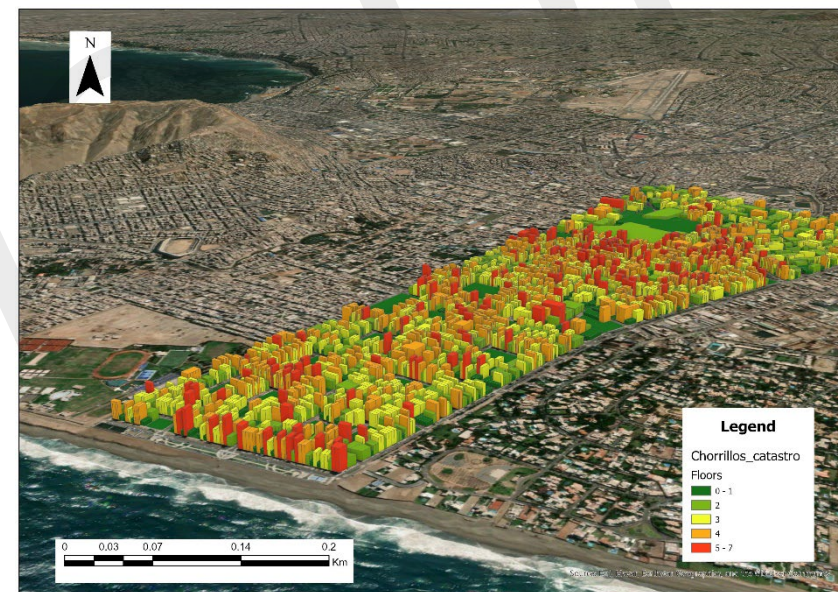 N
Legend
Chorrillos_catastro
Floors
0 - 1
2
3
4
5 - 7
0 0,03 0,07 0,14 0,2
Km